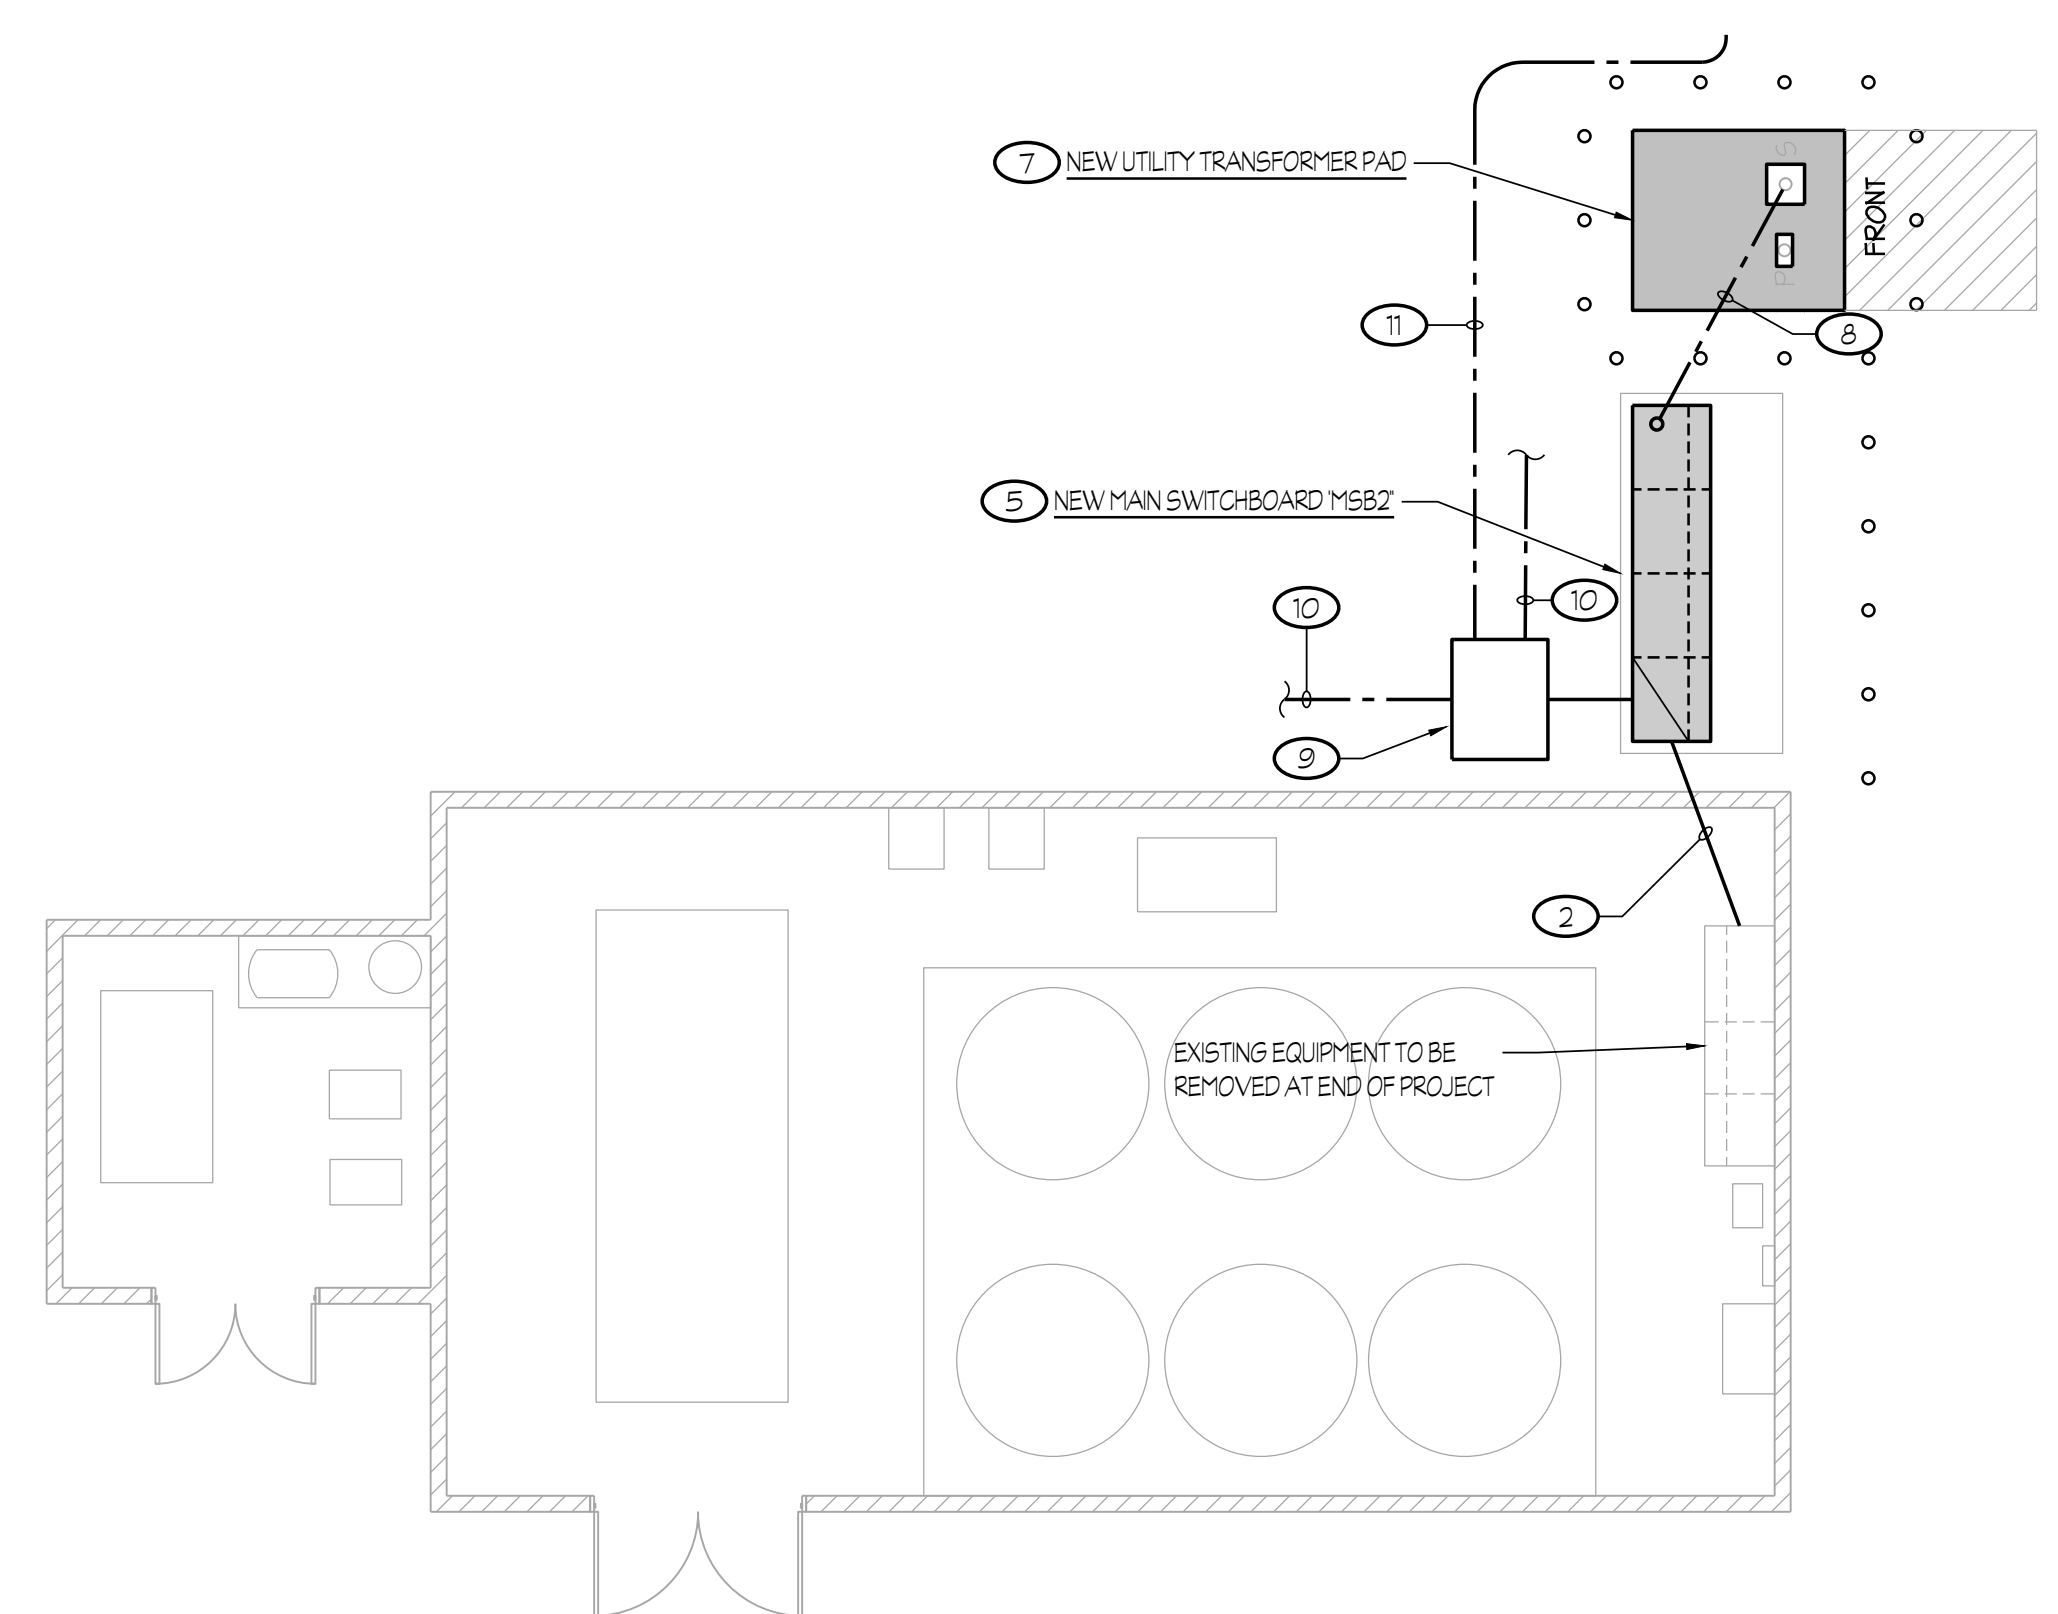 S
7 NEW UTILITY TRANSFORMER PAD
FRONT
P
11
8
5 NEW MAIN SWITCHBOARD 'MSB2'
10
10
9
2
EXISTING EQUIPMENT TO BE
REMOVED AT END OF PROJECT